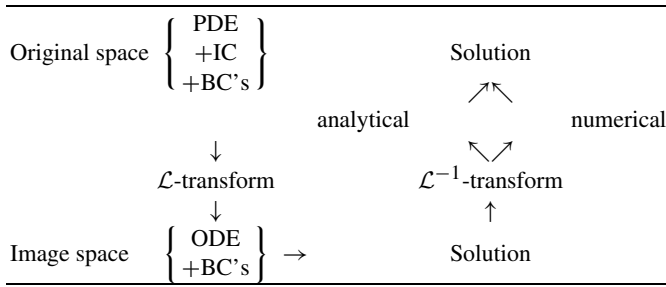 Original space { PDE +IC +BC's } Solution
↗↖
analytical numerical
↓ ↖↗
ℒ-transform ℒ⁻¹-transform
↓ ↑
Image space { ODE +BC's } → Solution